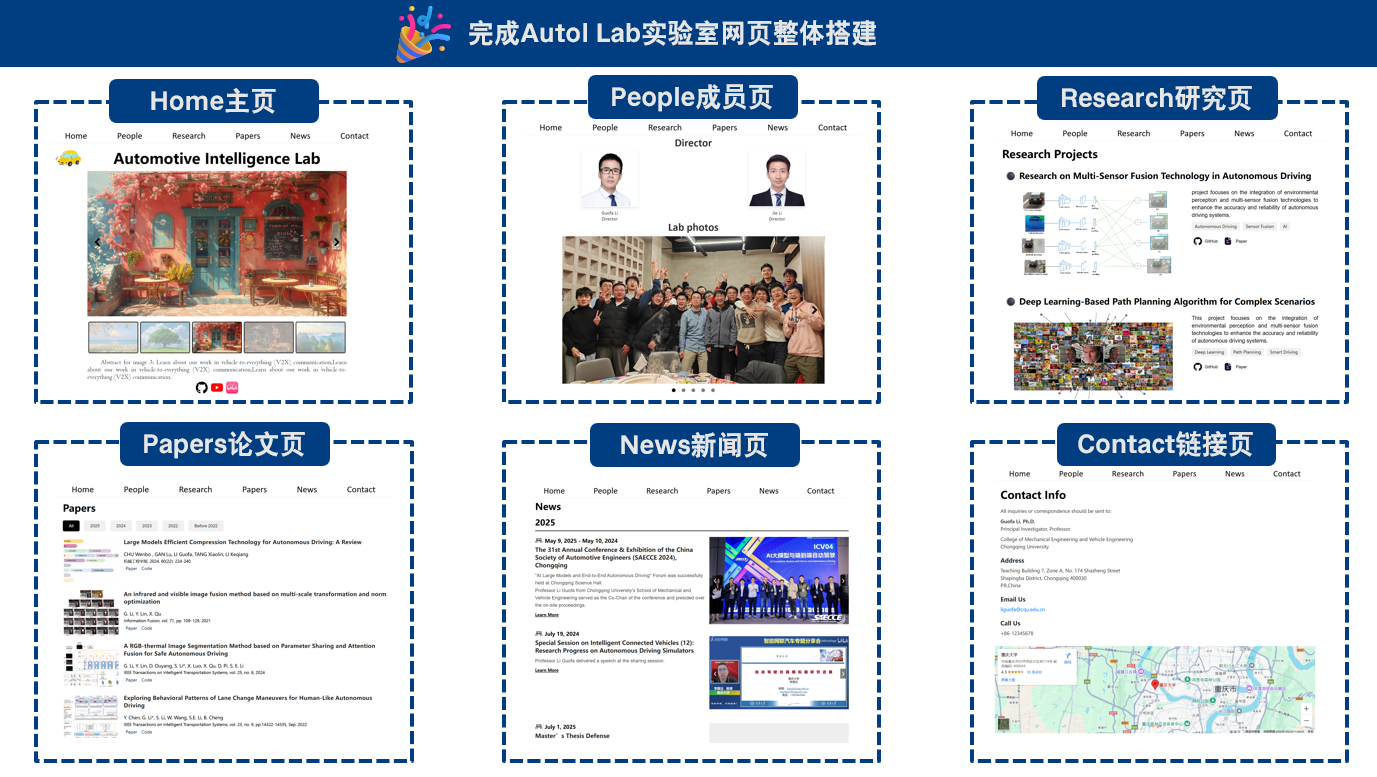 完成AutoI Lab实验室网页整体搭建
Home主页
Home People Research Papers News Contact
Automotive Intelligence Lab
Abstract for image 3: Learn about our work in vehicle-to-everything (V2X) communication.Learn
about our work in vehicle-to-everything (V2X) communication.Learn about our work in vehicle-to-
everything (V2X) communication.
People成员页
Home People Research Papers News Contact
Director
Guofa Li
Director
Jie Li
Director
Lab photos
Research研究页
Home People Research Papers News Contact
Research Projects
Research on Multi-Sensor Fusion Technology in Autonomous Driving
project focuses on the integration of environmental
perception and multi-sensor fusion technologies to
enhance the accuracy and reliability of autonomous
driving systems.
Autonomous Driving Sensor Fusion AI
GitHub Paper
Deep Learning-Based Path Planning Algorithm for Complex Scenarios
This project focuses on the integration of
environmental perception and multi-sensor fusion
technologies to enhance the accuracy and reliability
of autonomous driving systems.
Deep Learning Path Planning Smart Driving
GitHub Paper
Papers论文页
Home People Research Papers News Contact
Papers
All 2025 2024 2023 2022 Before 2022
Large Models Efficient Compression Technology for Autonomous Driving: A Review
CHU Wenbo , GAN Lu, LI Guofa, TANG Xiaolin, LI Keqiang
机械工程学报, 2024, 60(22): 224-240.
Paper Code
An infrared and visible image fusion method based on multi-scale transformation and norm
optimization
G. Li, Y. Lin, X. Qu
Information Fusion, vol. 71, pp. 109-129, 2021
Paper Code
A RGB-thermal Image Segmentation Method based on Parameter Sharing and Attention
Fusion for Safe Autonomous Driving
G. Li, Y. Lin, D. Ouyang, S. Li*, X. Luo, X. Qu, D. Pi, S. E. Li
IEEE Transactions on Intelligent Transportation Systems, vol. 25, no. 6, 2024
Paper Code
Exploring Behavioral Patterns of Lane Change Maneuvers for Human-Like Autonomous
Driving
Y. Chen, G. Li*, S. Li, W. Wang, S.E. Li, B. Cheng
IEEE Transactions on Intelligent Transportation Systems, vol. 23, no. 9, pp.14322-14335, Sep. 2022
Paper Code
News新闻页
Home People Research Papers News Contact
News
2025
May 9, 2025 - May 10, 2024
The 31st Annual Conference & Exhibition of the China
Society of Automotive Engineers (SAECCE 2024),
Chongqing
"AI Large Models and End-to-End Autonomous Driving" Forum was successfully
held at Chongqing Science Hall.
Professor Li Guofa from Chongqing University's School of Mechanical and
Vehicle Engineering served as the Co-Chair of the conference and presided over
the on-site proceedings.
Learn More
ICV04
AI大模型与端到端自动驾驶
SAECCE
July 19, 2024
Special Session on Intelligent Connected Vehicles (12):
Research Progress on Autonomous Driving Simulators
Professor Li Guofa delivered a speech at the sharing session.
Learn More
智能网联汽车专题分享会
July 1, 2025
Master' s Thesis Defense
Contact链接页
Home People Research Papers News Contact
Contact Info
All inquiries or correspondence should be sent to:
Guofa Li, Ph.D.
Principal Investigator, Professor
College of Mechanical Engineering and Vehicle Engineering
Chongqing University
Address
Teaching Building 7, Zone A, No. 174 Shazheng Street
Shapingba District, Chongqing 400030
P.R.China
Email Us
liguofa@cqu.edu.cn
Call Us
+86-12345678
重庆大学
重庆大学
重庆市